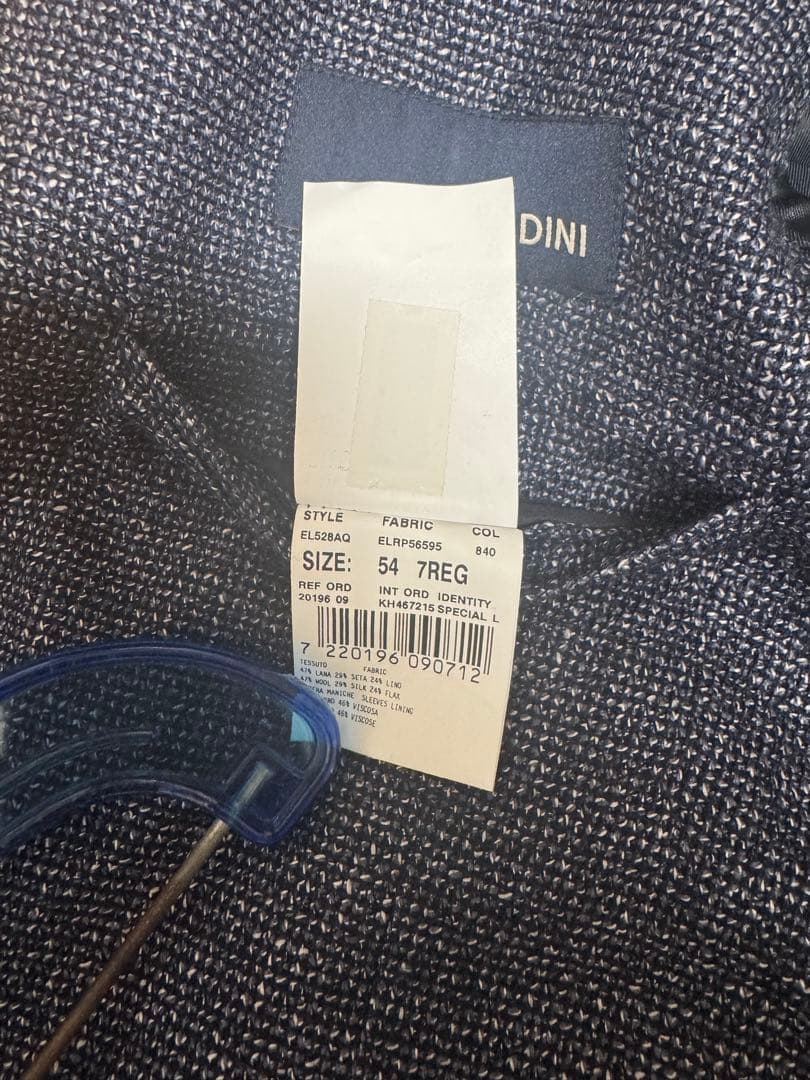 DINI
STYLE FABRIC COL
EL528AQ ELRP56595 840
SIZE: 54 7REG
REF ORD INT ORD IDENTITY
20196 09 KH467215 SPECIAL L
7 220196 090712
TESSUTO FABRIC
47% LANA 29% SETA 24% LINO
47% WOOL 29% SILK 24% FLAX
MANICHE SLEEVES LINING
46% VISCOSA
46% VISCOSE